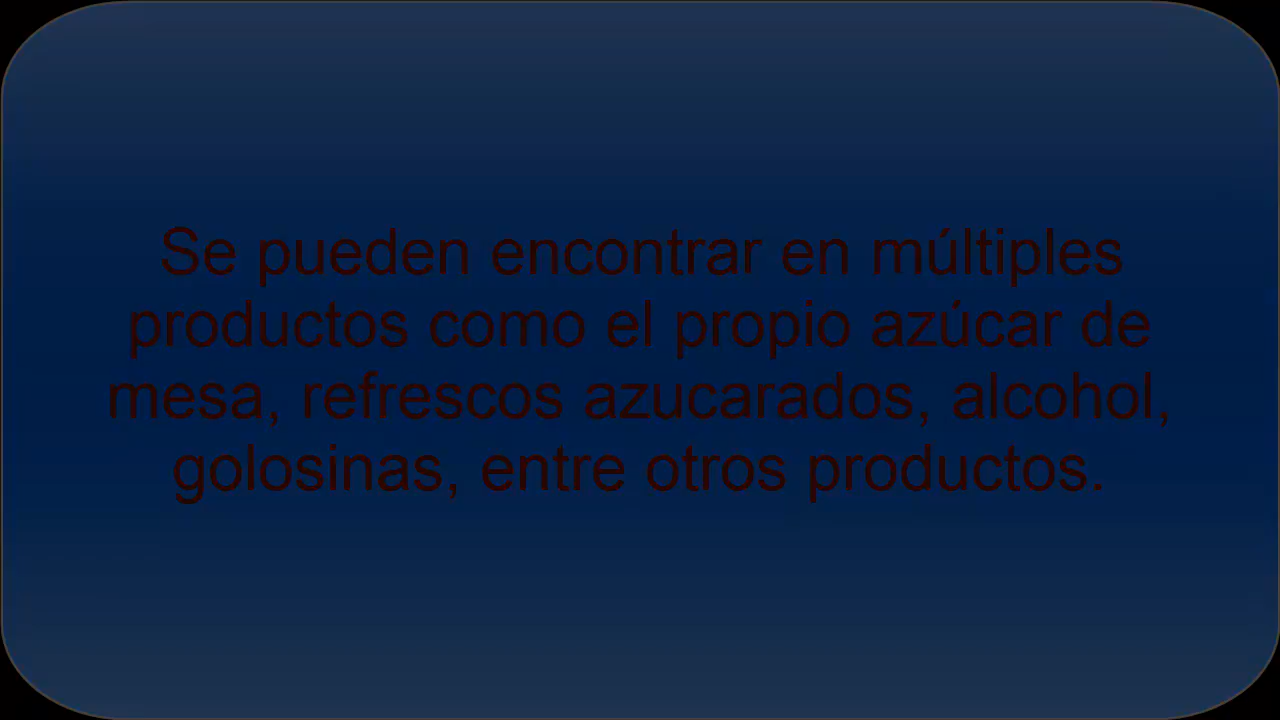 Se pueden encontrar en múltiples
productos como el propio azúcar de
mesa, refrescos azucarados, alcohol,
golosinas, entre otros productos.